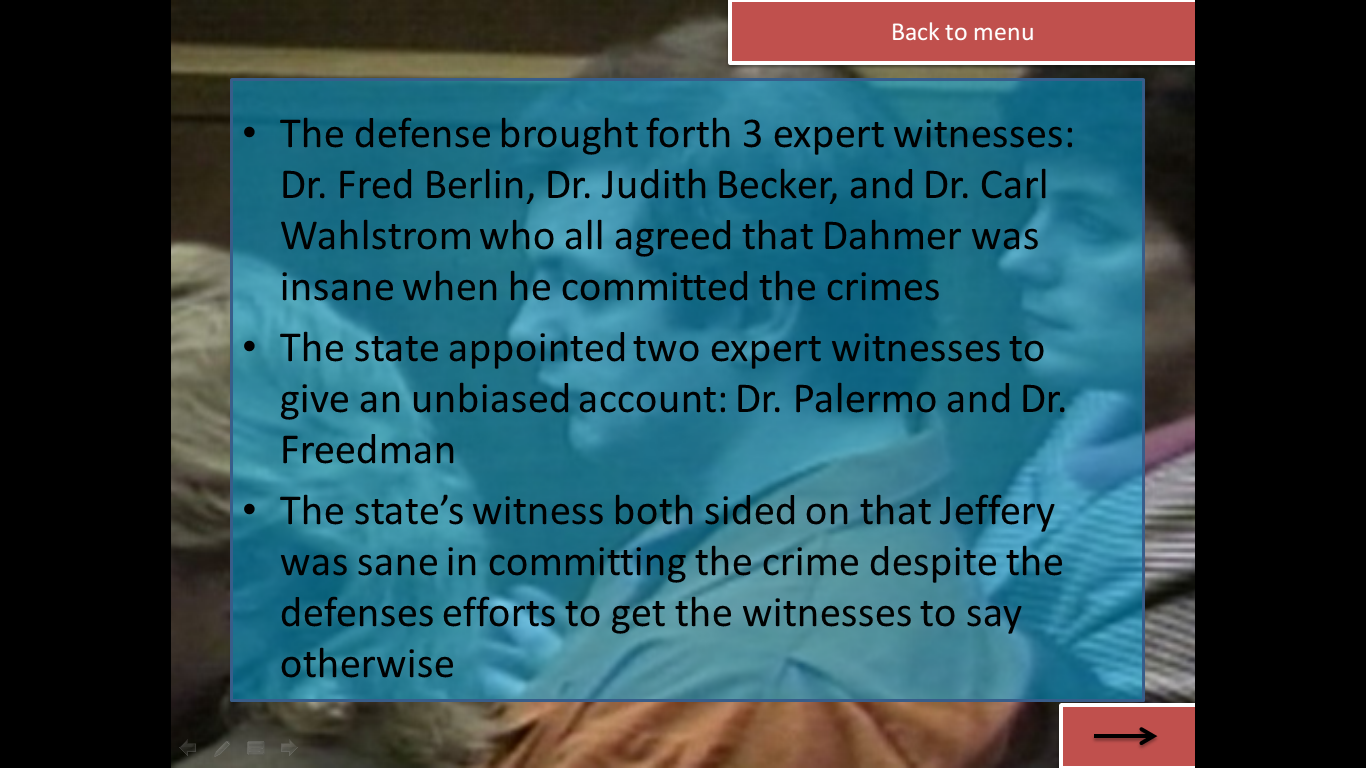 Back to menu
• The defense brought forth 3 expert witnesses:
Dr. Fred Berlin, Dr. Judith Becker, and Dr. Carl
Wahlstrom who all agreed that Dahmer was
insane when he committed the crimes
• The state appointed two expert witnesses to
give an unbiased account: Dr. Palermo and Dr.
Freedman
• The state’s witness both sided on that Jeffery
was sane in committing the crime despite the
defenses efforts to get the witnesses to say
otherwise